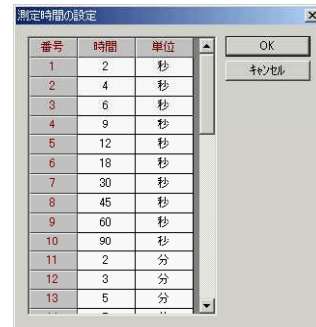 測定時間の設定
番号 時間 単位
OK
キャンセル
1 2 秒
2 4 秒
3 6 秒
4 9 秒
5 12 秒
6 18 秒
7 30 秒
8 45 秒
9 60 秒
10 90 秒
11 2 分
12 3 分
13 5 分